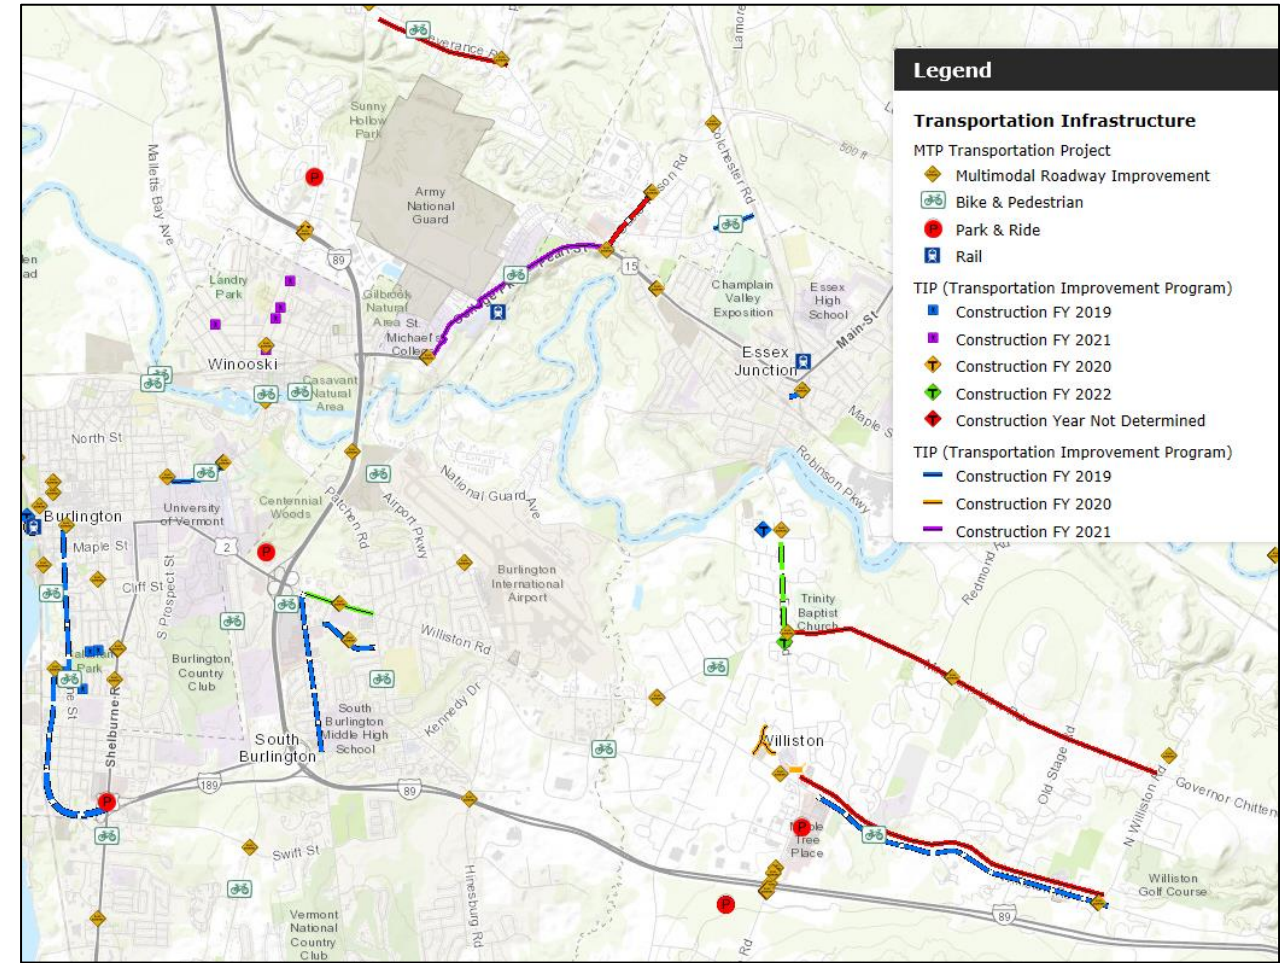 Legend
Transportation Infrastructure
MTP Transportation Project
Multimodal Roadway Improvement
Bike & Pedestrian
Park & Ride
Rail
TIP (Transportation Improvement Program)
Construction FY 2019
Construction FY 2021
Construction FY 2020
Construction FY 2022
Construction Year Not Determined
TIP (Transportation Improvement Program)
Construction FY 2019
Construction FY 2020
Construction FY 2021
Sunny
Hollow
Park
Army
National
Guard
Malletts Bay Ave
Colchester Rd
500 ft
89
15
Landry
Park
Gilbrook
Natural
Area
St.
Michael's
Pearl St
Winooski
Casavant
Natural
Area
Champlain
Valley
Exposition
Essex
High
School
Main St
Essex
Junction
Maple S
North St
Robinson Pkwy
National Guard Ave
Airport Pkwy
Patchen Rd
Centennial
Woods
University
of Vermont
Burlington
Maple St
2
Cliff St
S Prospect St
Burlington
International
Airport
Redmond R
Trinity
Baptist
Church
Williston Rd
Park
Burlington
Country
Club
Shelburne R
South
Burlington
Middle High
School
Kennedy Dr
South
Burlington
189
89
Williston
Old Stage Rd
N Williston Rd
Governor Chitten
Tree
Place
Williston
Golf Course
89
Swift St
Hinesburg Rd
Vermont
National
Country
Club
Rd